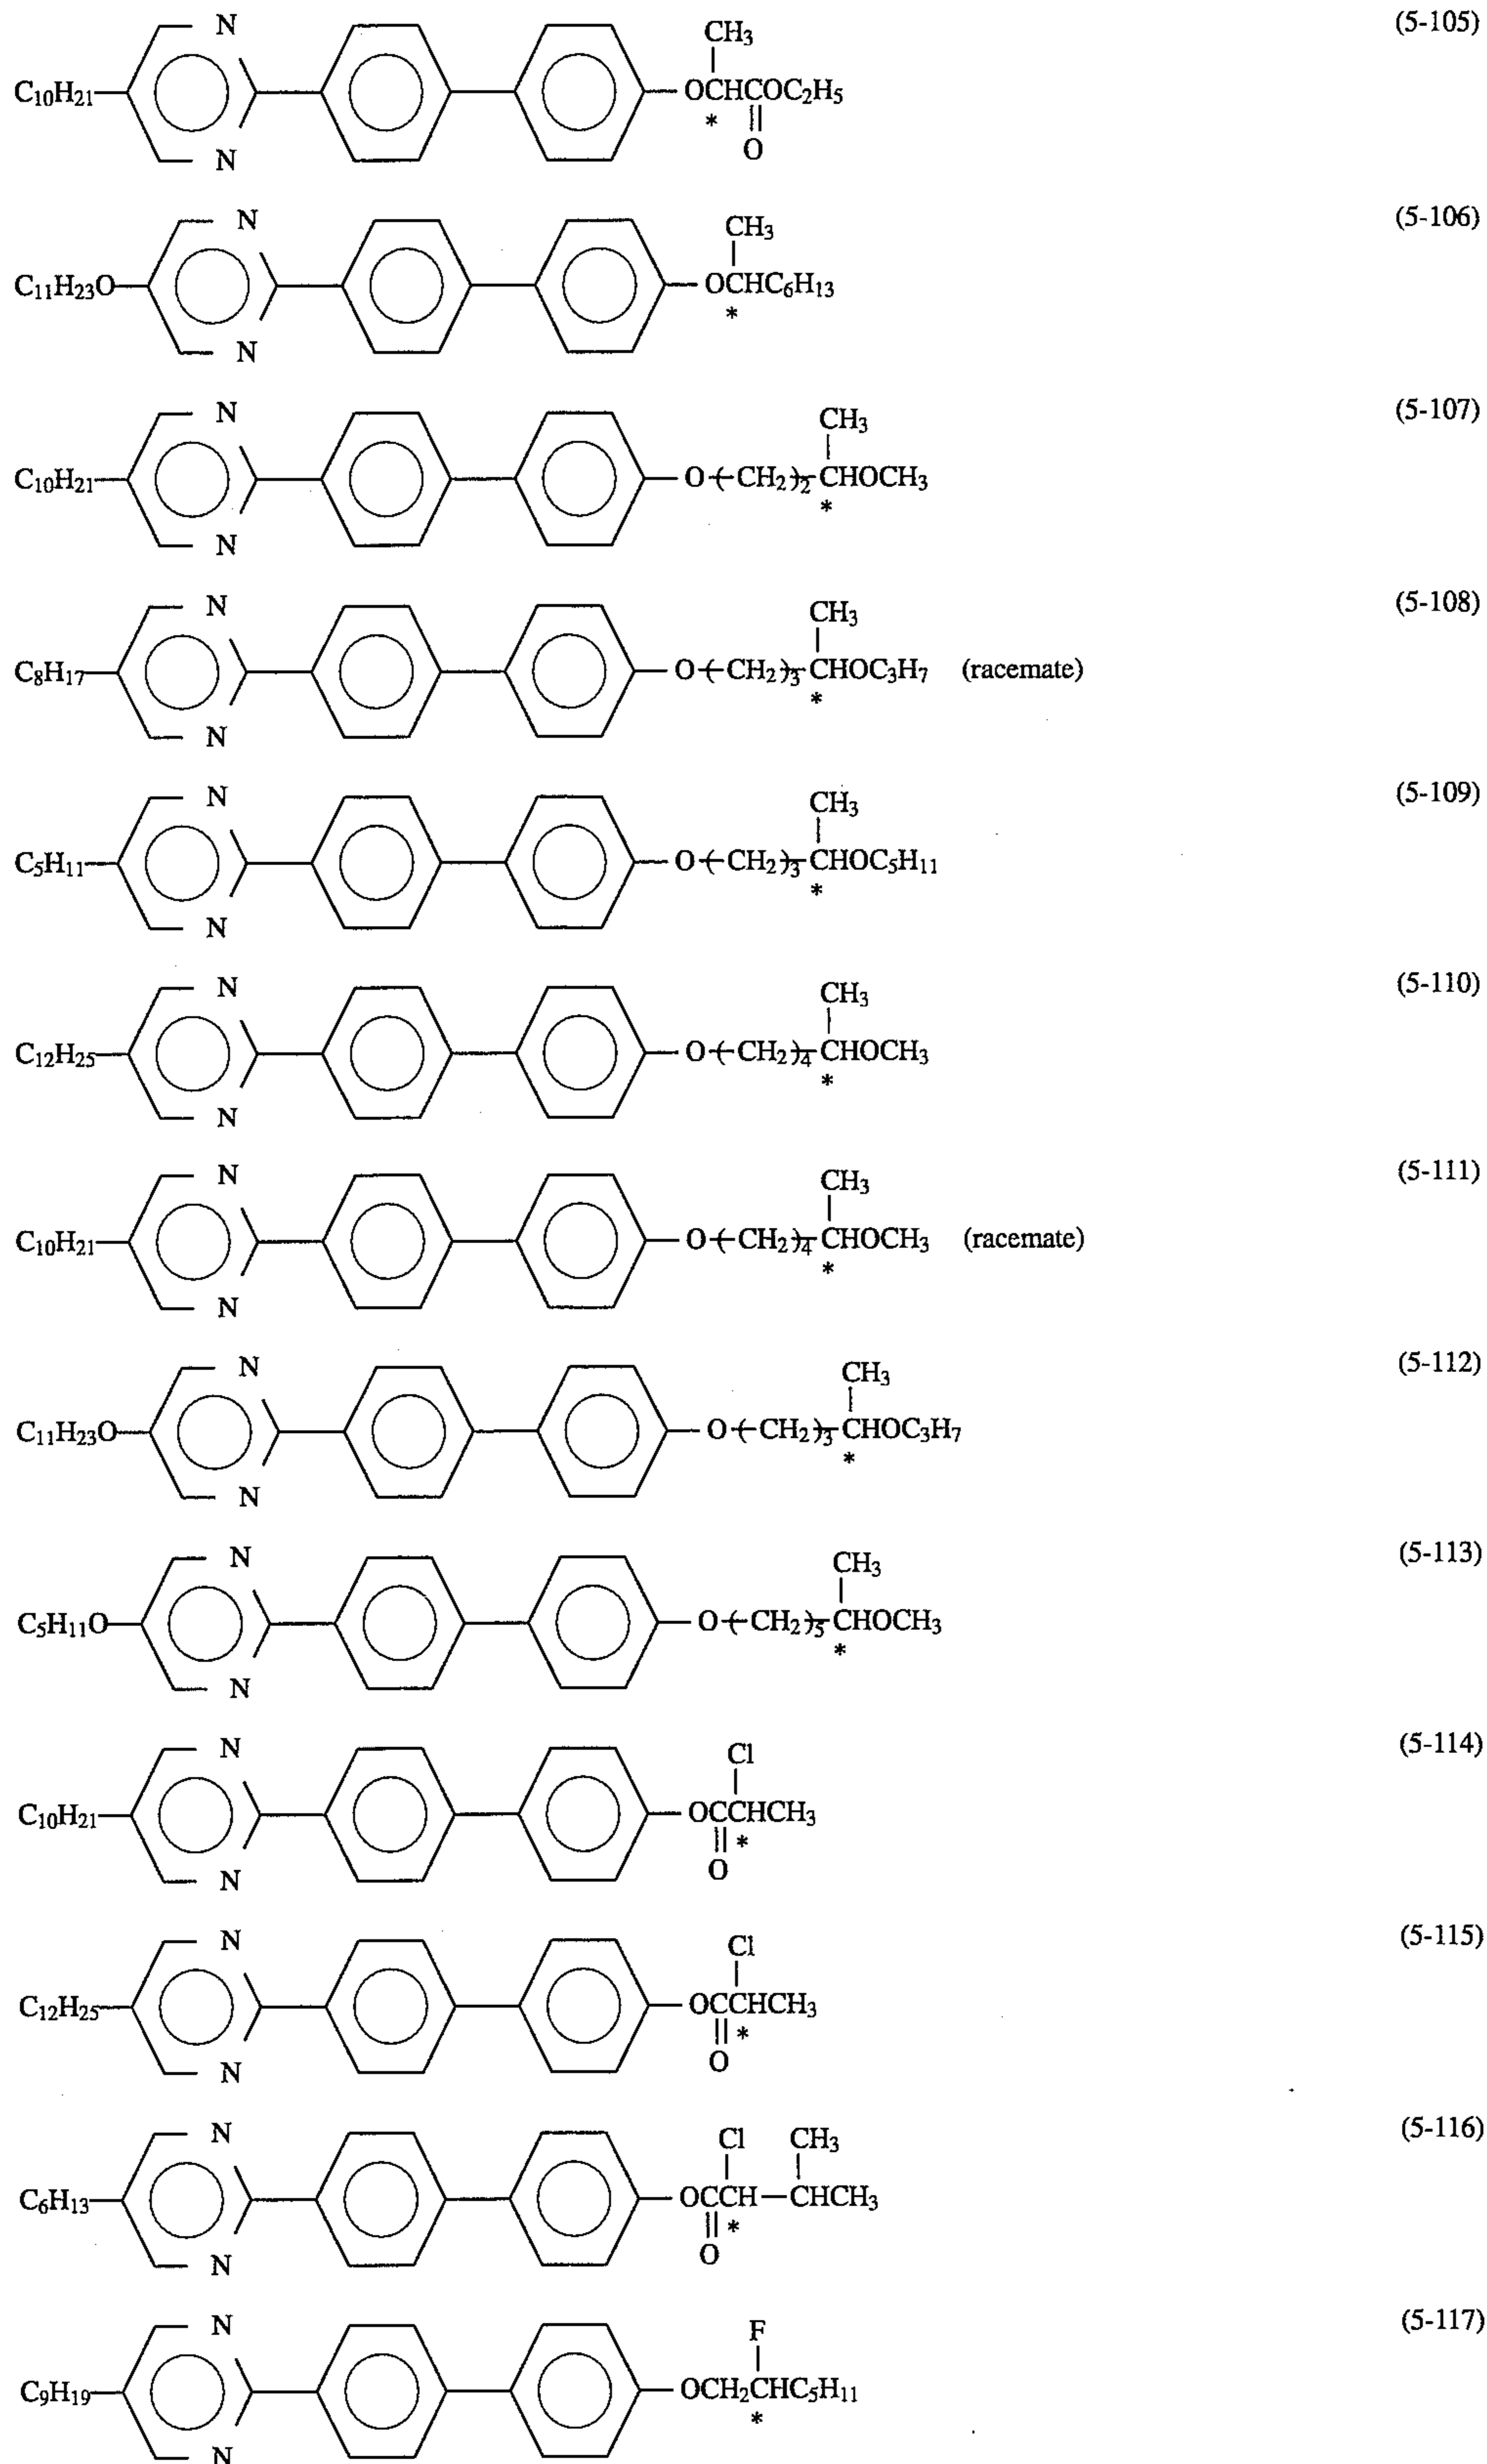 (5-105)
CH3
N
C10H21
OCHCOC2H5
*
O
N
(5-106)
CH3
N
C11H23O
OCHC6H13
*
N
(5-107)
CH3
N
C10H21
O(CH2)2CHOCH3
*
N
(5-108)
CH3
N
C8H17
O(CH2)3CHOC3H7 (racemate)
*
N
(5-109)
CH3
N
C5H11
O(CH2)3CHOC5H11
*
N
(5-110)
CH3
N
C12H25
O(CH2)4CHOCH3
*
N
(5-111)
CH3
N
C10H21
O(CH2)4CHOCH3 (racemate)
*
N
(5-112)
CH3
N
C11H23O
O(CH2)3CHOC3H7
*
N
(5-113)
CH3
N
C5H11O
O(CH2)5CHOCH3
*
N
(5-114)
Cl
N
C10H21
OCCHCH3
*
O
N
(5-115)
Cl
N
C12H25
OCCHCH3
*
O
N
(5-116)
Cl CH3
N
C6H13
OCCH—CHCH3
*
O
N
(5-117)
F
N
C9H19
OCH2CHC5H11
*
N